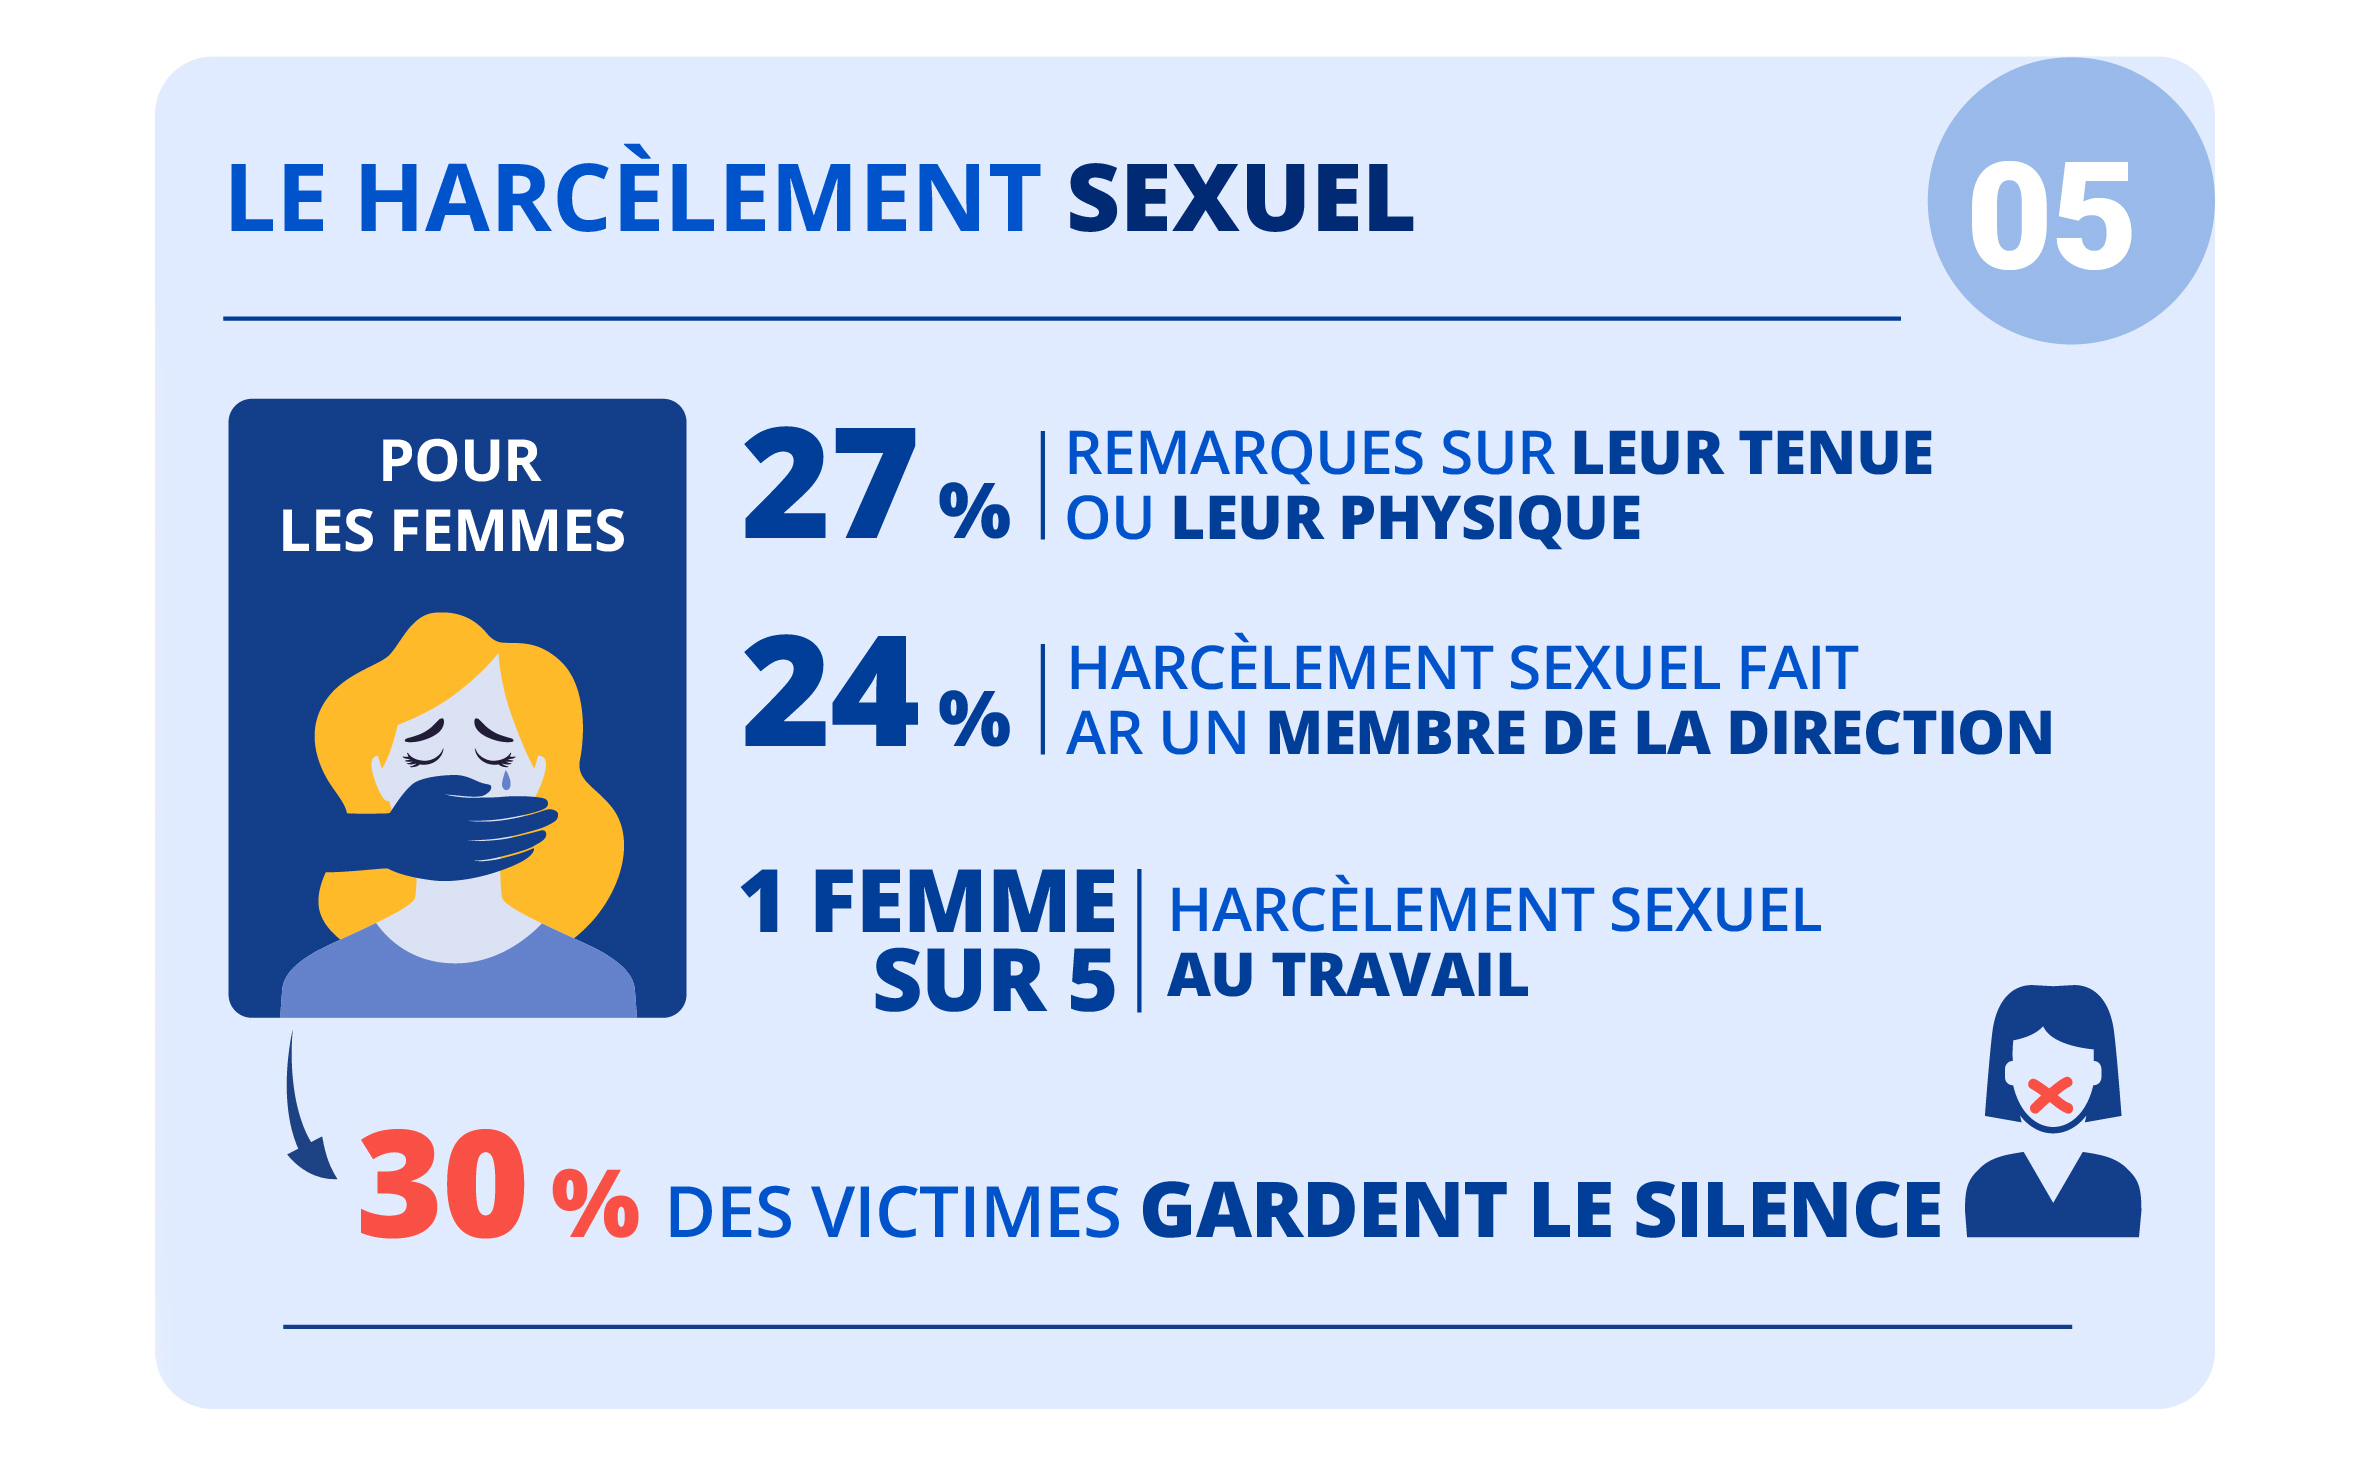 LE HARCÈLEMENT SEXUEL
05
POUR
LES FEMMES
27 %
REMARQUES SUR LEUR TENUE
OU LEUR PHYSIQUE
24 %
HARCÈLEMENT SEXUEL FAIT
AR UN MEMBRE DE LA DIRECTION
1 FEMME
SUR 5
HARCÈLEMENT SEXUEL
AU TRAVAIL
30 % DES VICTIMES GARDENT LE SILENCE